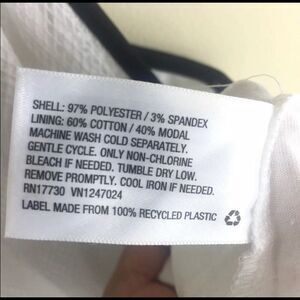 SHELL: 97% POLYESTER / 3% SPANDEX
LINING: 60% COTTON / 40% MODAL
MACHINE WASH COLD SEPARATELY.
GENTLE CYCLE. ONLY NON-CHLORINE
BLEACH IF NEEDED. TUMBLE DRY LOW.
REMOVE PROMPTLY. COOL IRON IF NEEDED.
RN17730 VN1247024
LABEL MADE FROM 100% RECYCLED PLASTIC